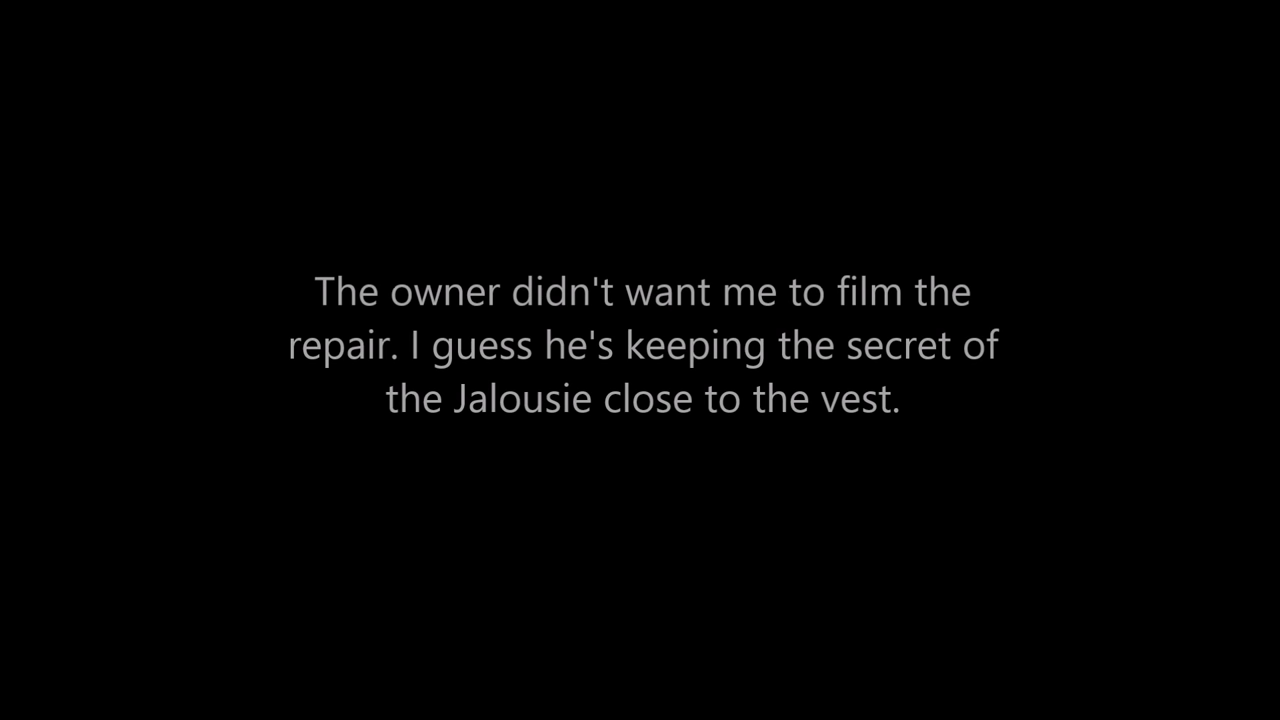 The owner didn't want me to film the
repair. I guess he's keeping the secret of
the Jalousie close to the vest.